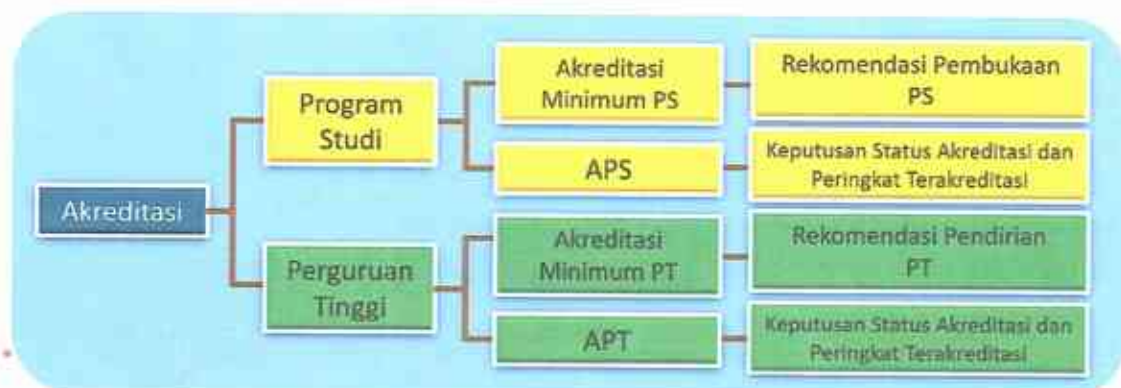 Akreditasi
Program
Studi
Akreditasi
Minimum PS
Rekomendasi Pembukaan
PS
APS
Keputusan Status Akreditasi dan
Peringkat Terakreditasi
Perguruan
Tinggi
Akreditasi
Minimum PT
Rekomendasi Pendirian
PT
APT
Keputusan Status Akreditasi dan
Peringkat Terakreditasi